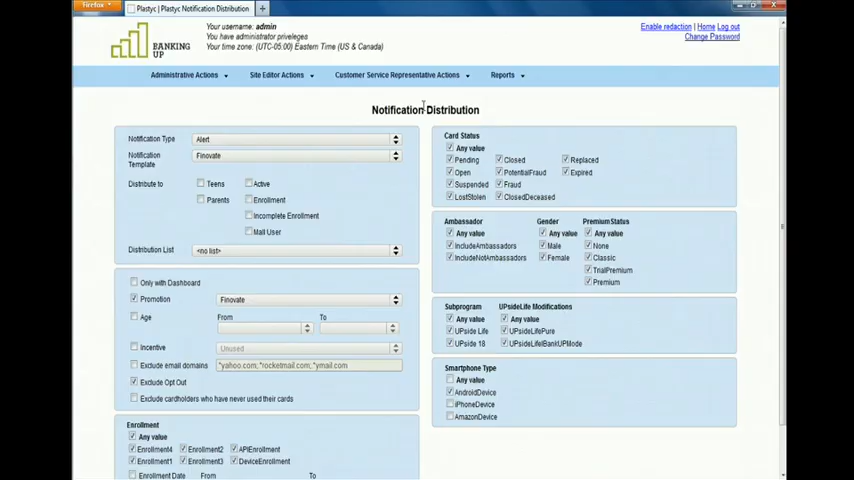 Firefox
Plastyc | Plastyc Notification Distribution
BANKING UP
Your username: admin
You have administrator priveleges
Your time zone: (UTC-05:00) Eastern Time (US & Canada)
Enable redaction | Home Log out
Change Password
Administrative Actions
Site Editor Actions
Customer Service Representative Actions
Reports
Notification Distribution
Notification Type Alert
Notification Template Finovate
Distribute to Teens Active
Parents Enrollment
Incomplete Enrollment
Mall User
Distribution List <no list>
Only with Dashboard
Promotion Finovate
Age From To
Incentive Unused
Exclude email domains *yahoo.com; *rocketmail.com; *ymail.com
Exclude Opt Out
Exclude cardholders who have never used their cards
Enrollment
Any value
Enrollment4 Enrollment2 APIEnrollment
Enrollment1 Enrollment3 DeviceEnrollment
Enrollment Date From To
Card Status
Any value
Pending Closed Replaced
Open PotentialFraud Expired
Suspended Fraud
LostStolen ClosedDeceased
Ambassador Gender PremiumStatus
Any value Any value Any value
IncludeAmbassadors Male None
IncludeNotAmbassadors Female Classic
TrialPremium
Premium
Subprogram UPsideLife Modifications
Any value Any value
UPside Life UPsideLifePure
UPside 18 UPsideLifeIBankUPMode
Smartphone Type
Any value
AndroidDevice
iPhoneDevice
AmazonDevice